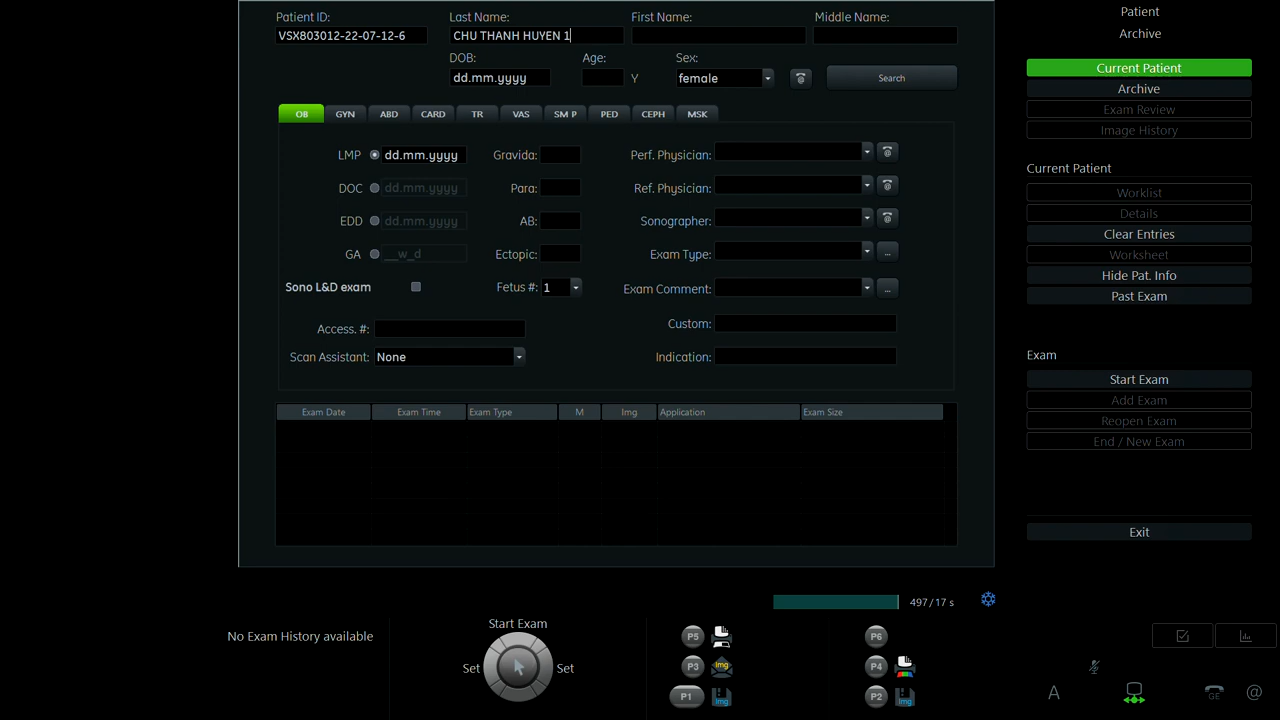 Patient ID: Last Name: First Name: Middle Name:
VSX803012-22-07-12-6 CHU THANH HUYEN 1
DOB: Age: Sex:
dd.mm.yyyy Y female Search
OB GYN ABD CARD TR VAS SM P PED CEPH MSK
LMP dd.mm.yyyy Gravida: Perf. Physician:
DOC dd.mm.yyyy Para: Ref. Physician:
EDD dd.mm.yyyy AB: Sonographer:
GA __w_d Ectopic: Exam Type: ...
Sono L&D exam Fetus #: 1 Exam Comment: ...
Access. #: Custom:
Scan Assistant: None Indication:
Exam Date Exam Time Exam Type M Img Application Exam Size
497/17 s
No Exam History available
Start Exam
Set Set
P5 P6
P3 Img P4
P1 Img P2 Img
Patient
Archive
Current Patient
Archive
Exam Review
Image History
Current Patient
Worklist
Details
Clear Entries
Worksheet
Hide Pat. Info
Past Exam
Exam
Start Exam
Add Exam
Reopen Exam
End / New Exam
Exit
A GE @